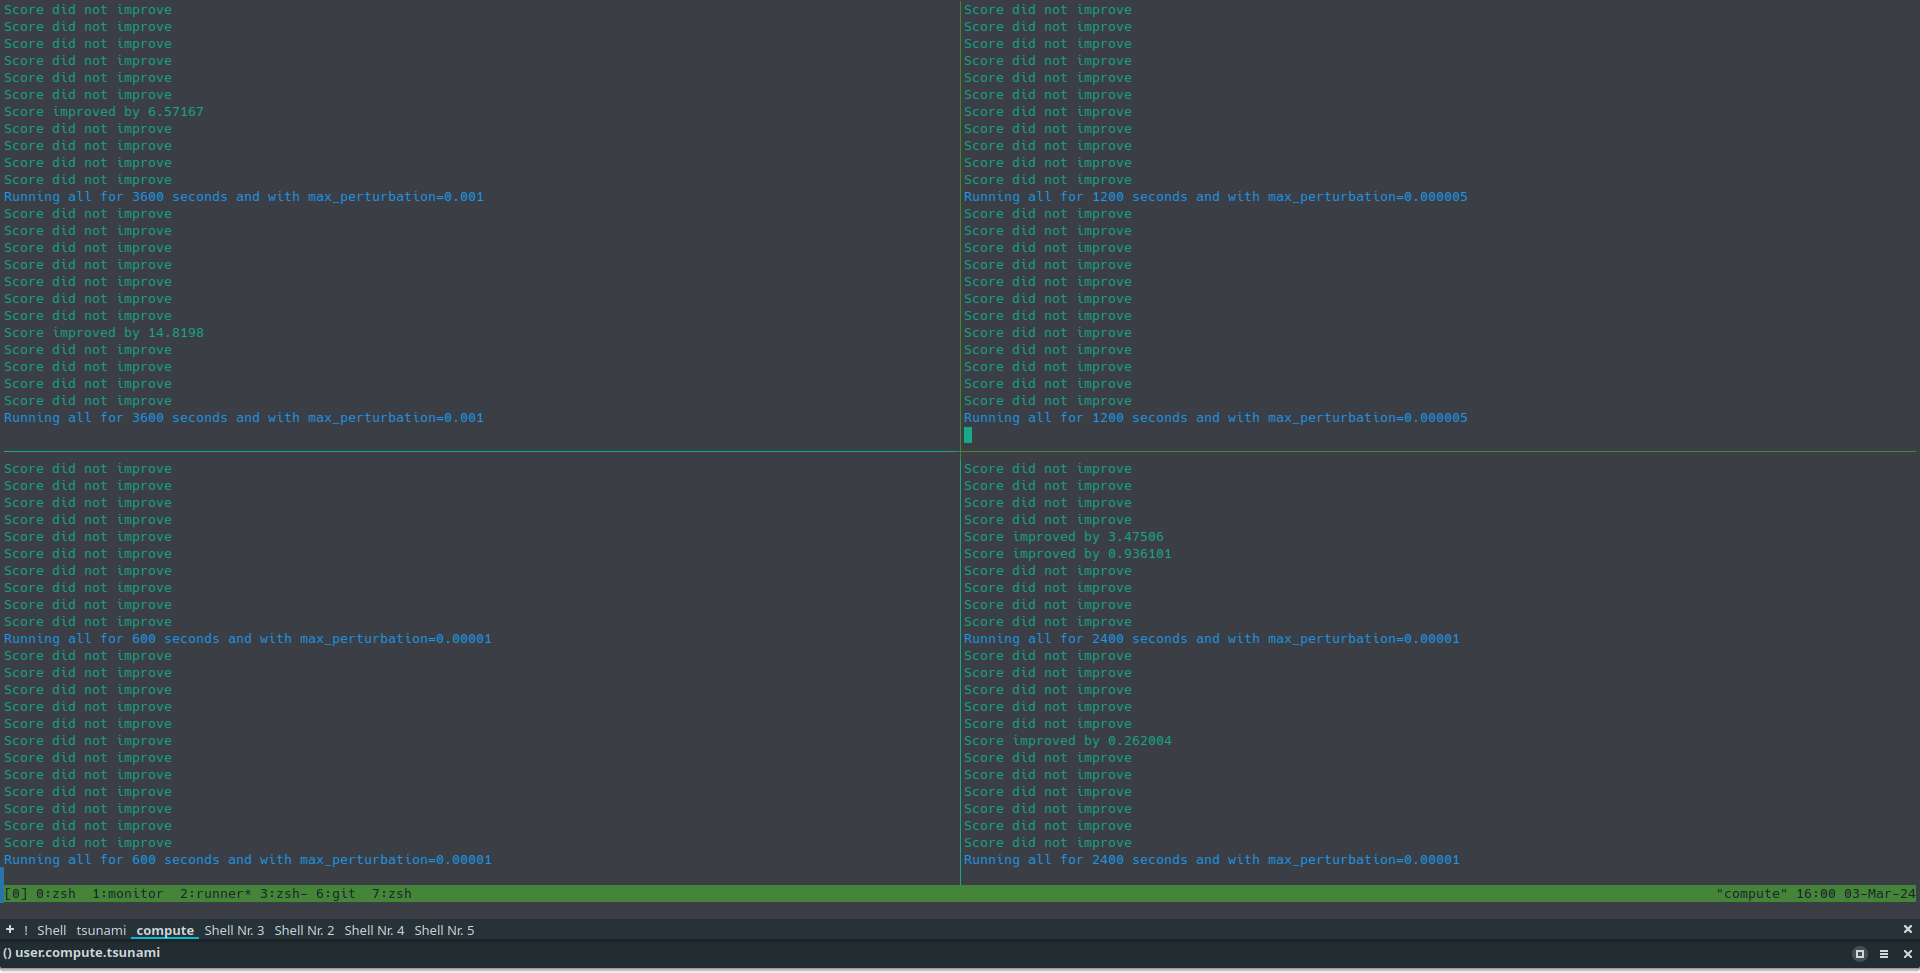 Score did not improve
Score did not improve
Score did not improve
Score did not improve
Score did not improve
Score did not improve
Score improved by 6.57167
Score did not improve
Score did not improve
Score did not improve
Score did not improve
Running all for 3600 seconds and with max_perturbation=0.001
Score did not improve
Score did not improve
Score did not improve
Score did not improve
Score did not improve
Score did not improve
Score did not improve
Score improved by 14.8198
Score did not improve
Score did not improve
Score did not improve
Score did not improve
Running all for 3600 seconds and with max_perturbation=0.001
Score did not improve
Score did not improve
Score did not improve
Score did not improve
Score did not improve
Score did not improve
Score did not improve
Score did not improve
Score did not improve
Score did not improve
Score did not improve
Running all for 1200 seconds and with max_perturbation=0.000005
Score did not improve
Score did not improve
Score did not improve
Score did not improve
Score did not improve
Score did not improve
Score did not improve
Score did not improve
Score did not improve
Score did not improve
Score did not improve
Score did not improve
Running all for 1200 seconds and with max_perturbation=0.000005
Score did not improve
Score did not improve
Score did not improve
Score did not improve
Score did not improve
Score did not improve
Score did not improve
Score did not improve
Score did not improve
Score did not improve
Running all for 600 seconds and with max_perturbation=0.00001
Score did not improve
Score did not improve
Score did not improve
Score did not improve
Score did not improve
Score did not improve
Score did not improve
Score did not improve
Score did not improve
Score did not improve
Score did not improve
Score did not improve
Running all for 600 seconds and with max_perturbation=0.00001
Score did not improve
Score did not improve
Score did not improve
Score did not improve
Score improved by 3.47506
Score improved by 0.936101
Score did not improve
Score did not improve
Score did not improve
Score did not improve
Running all for 2400 seconds and with max_perturbation=0.00001
Score did not improve
Score did not improve
Score did not improve
Score did not improve
Score did not improve
Score improved by 0.262004
Score did not improve
Score did not improve
Score did not improve
Score did not improve
Score did not improve
Score did not improve
Running all for 2400 seconds and with max_perturbation=0.00001
[0] 0:zsh  1:monitor  2:runner* 3:zsh- 6:git  7:zsh "compute" 16:00 03-Mar-24
+ ! Shell tsunami compute Shell Nr. 3 Shell Nr. 2 Shell Nr. 4 Shell Nr. 5
() user.compute.tsunami